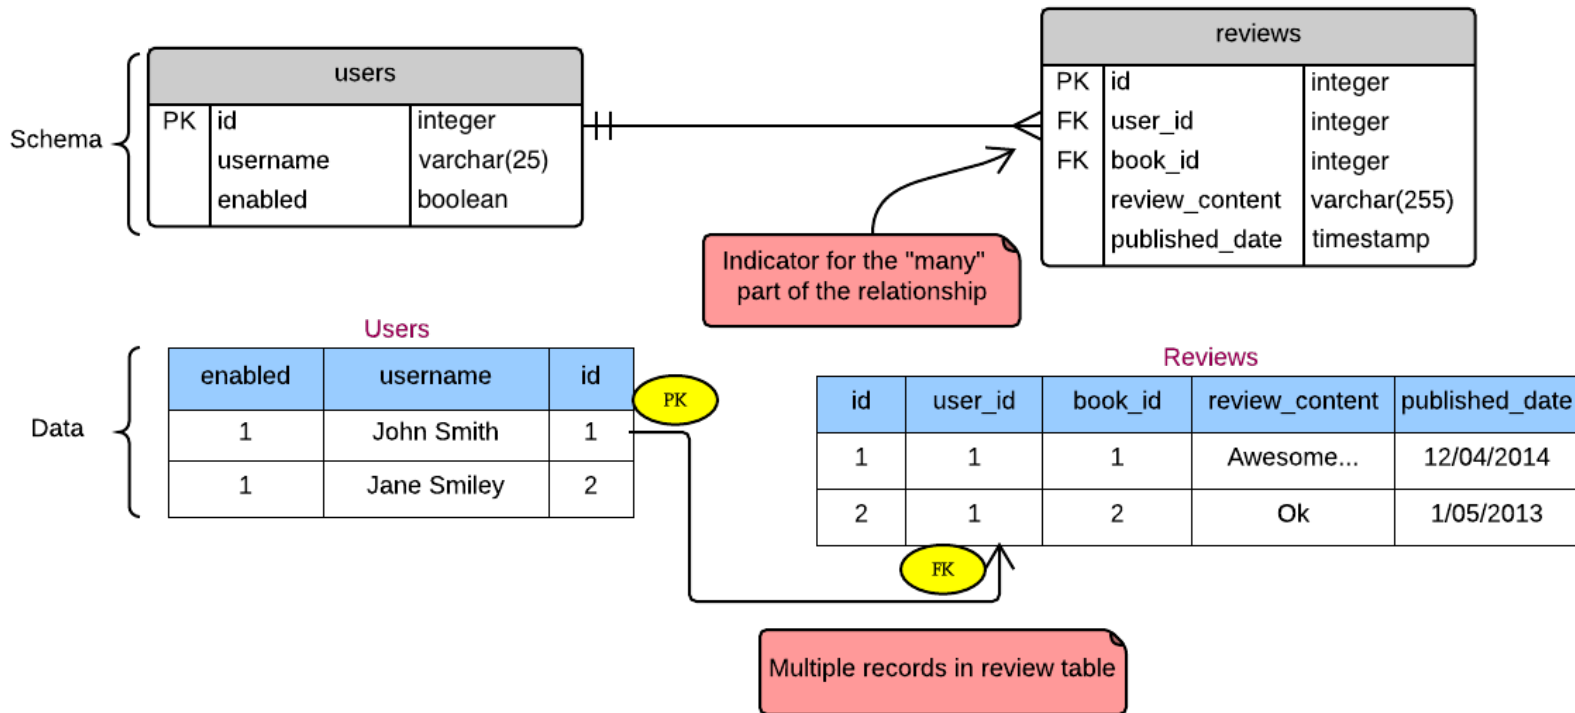 Schema
users
PK id integer
username varchar(25)
enabled boolean
reviews
PK id integer
FK user_id integer
FK book_id integer
review_content varchar(255)
published_date timestamp
Indicator for the "many"
part of the relationship
Data
Users
enabled username id
1 John Smith 1
1 Jane Smiley 2
PK
Reviews
id user_id book_id review_content published_date
1 1 1 Awesome... 12/04/2014
2 1 2 Ok 1/05/2013
FK
Multiple records in review table